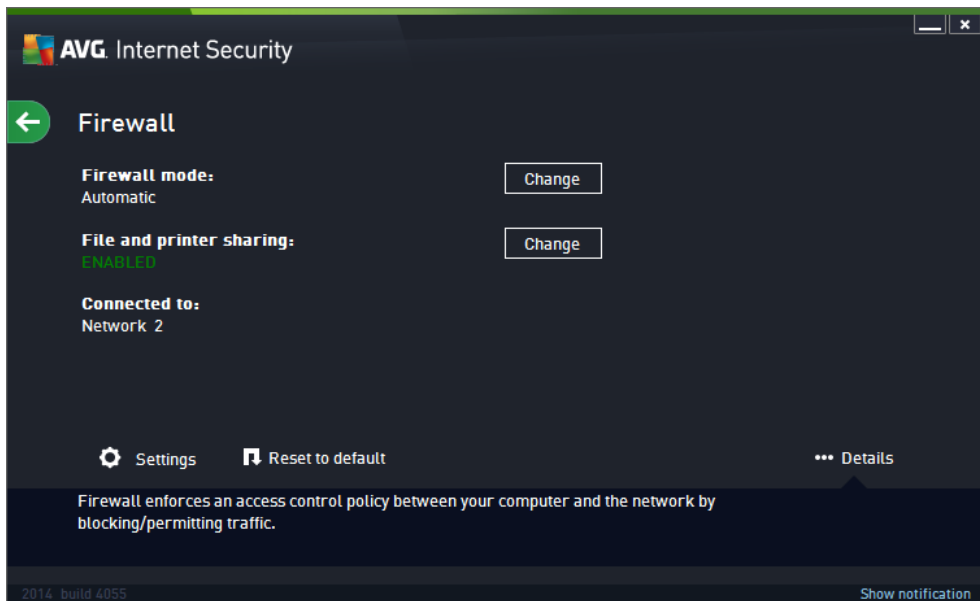 AVG. Internet Security
Firewall
Firewall mode:
Automatic
Change
File and printer sharing:
ENABLED
Change
Connected to:
Network 2
Settings
Reset to default
Details
Firewall enforces an access control policy between your computer and the network by
blocking/permitting traffic.
2014 build 4055
Show notification